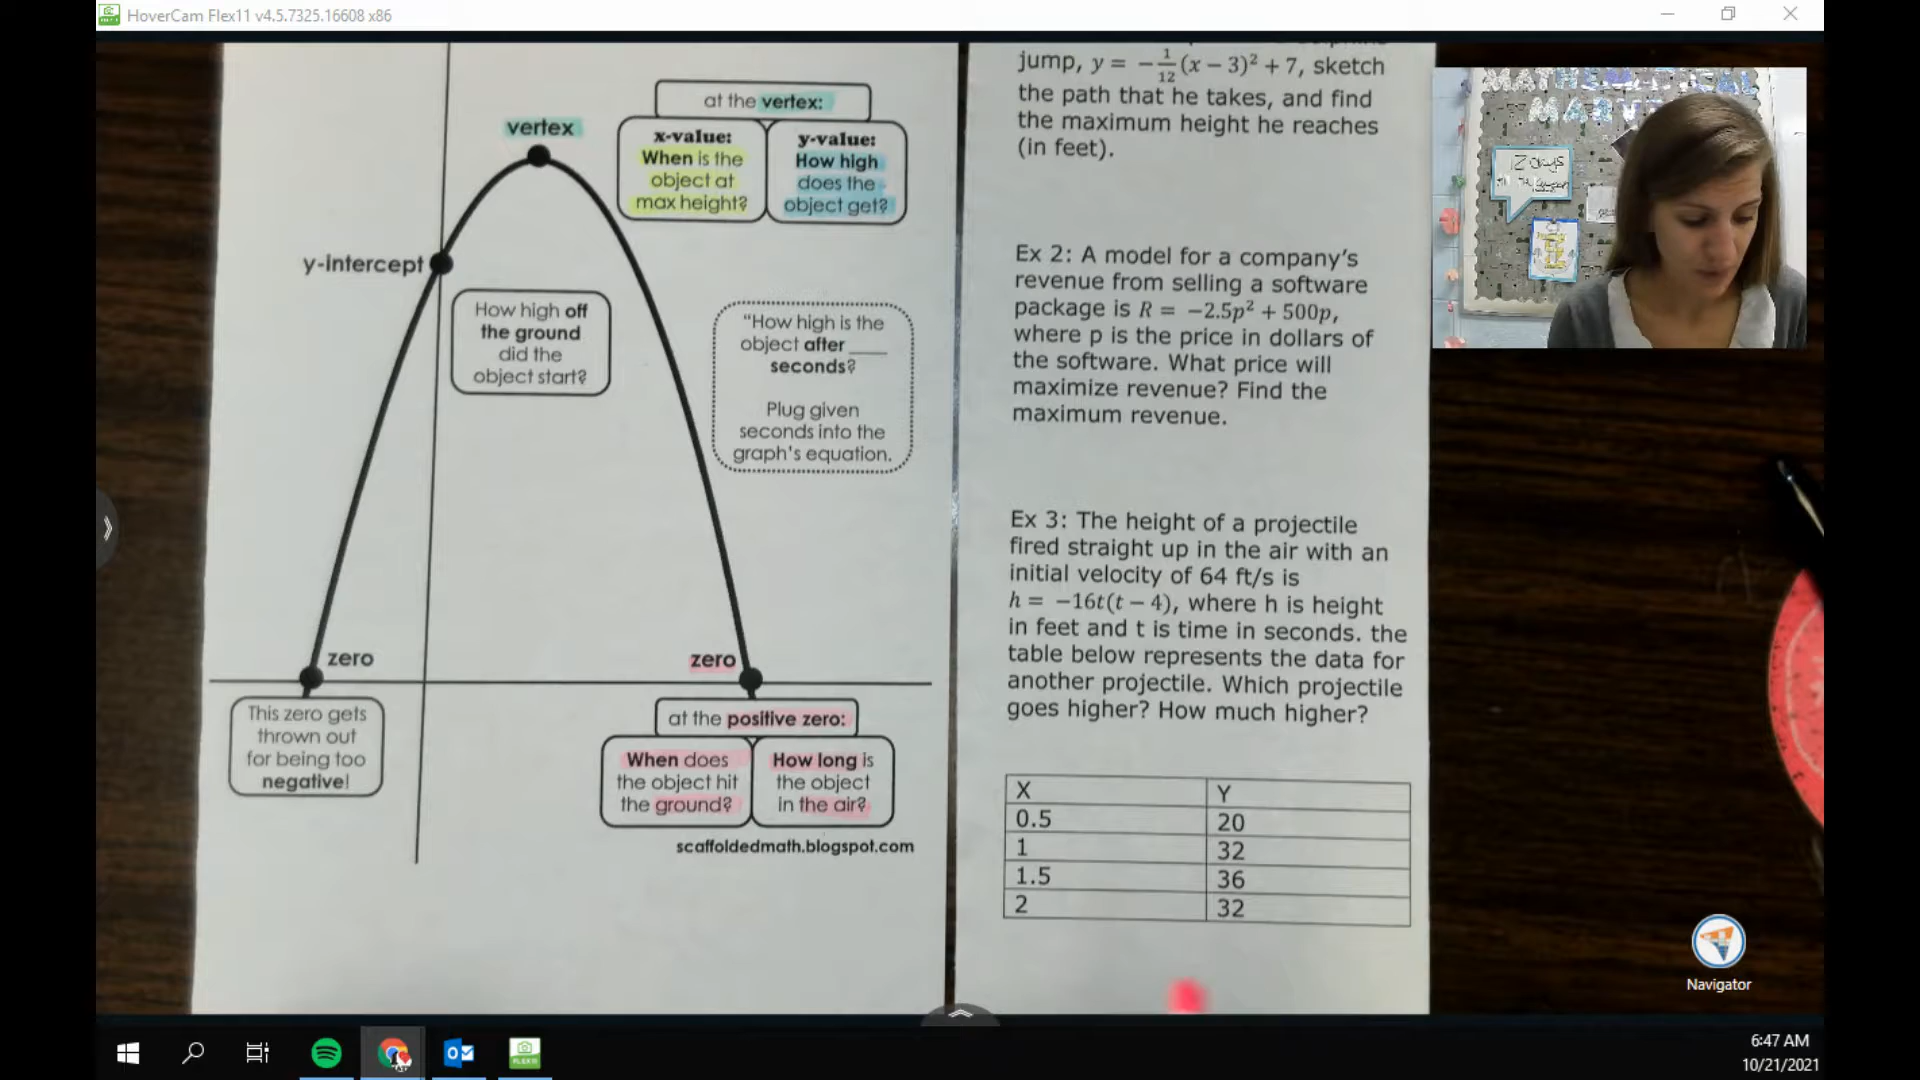 HoverCam Flex11 v4.5.7325.16608 x86
vertex
at the vertex:
x-value:
When is the
object at
max height?
y-value:
How high
does the
object get?
y-intercept
How high off
the ground
did the
object start?
"How high is the
object after ____
seconds?
Plug given
seconds into the
graph's equation.
zero
zero
This zero gets
thrown out
for being too
negative!
at the positive zero:
When does
the object hit
the ground?
How long is
the object
in the air?
scaffoldedmath.blogspot.com
jump, y = −1/12(x − 3)² + 7, sketch
the path that he takes, and find
the maximum height he reaches
(in feet).
Ex 2: A model for a company's
revenue from selling a software
package is R = −2.5p² + 500p,
where p is the price in dollars of
the software. What price will
maximize revenue? Find the
maximum revenue.
Ex 3: The height of a projectile
fired straight up in the air with an
initial velocity of 64 ft/s is
h = −16t(t − 4), where h is height
in feet and t is time in seconds. the
table below represents the data for
another projectile. Which projectile
goes higher? How much higher?
X Y
0.5 20
1 32
1.5 36
2 32
2 days
Navigator
FLEX11
6:47 AM
10/21/2021